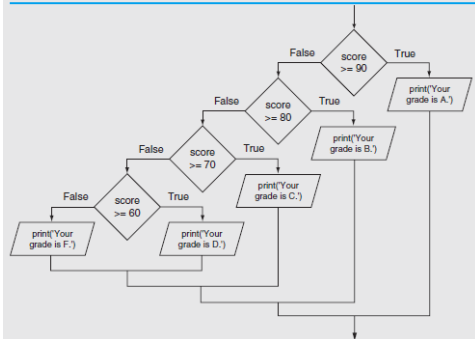 False
score
>= 90
True
print('Your
grade is A.')
False
score
>= 80
True
print('Your
grade is B.')
False
score
>= 70
True
print('Your
grade is C.')
False
score
>= 60
True
print('Your
grade is F.')
print('Your
grade is D.')